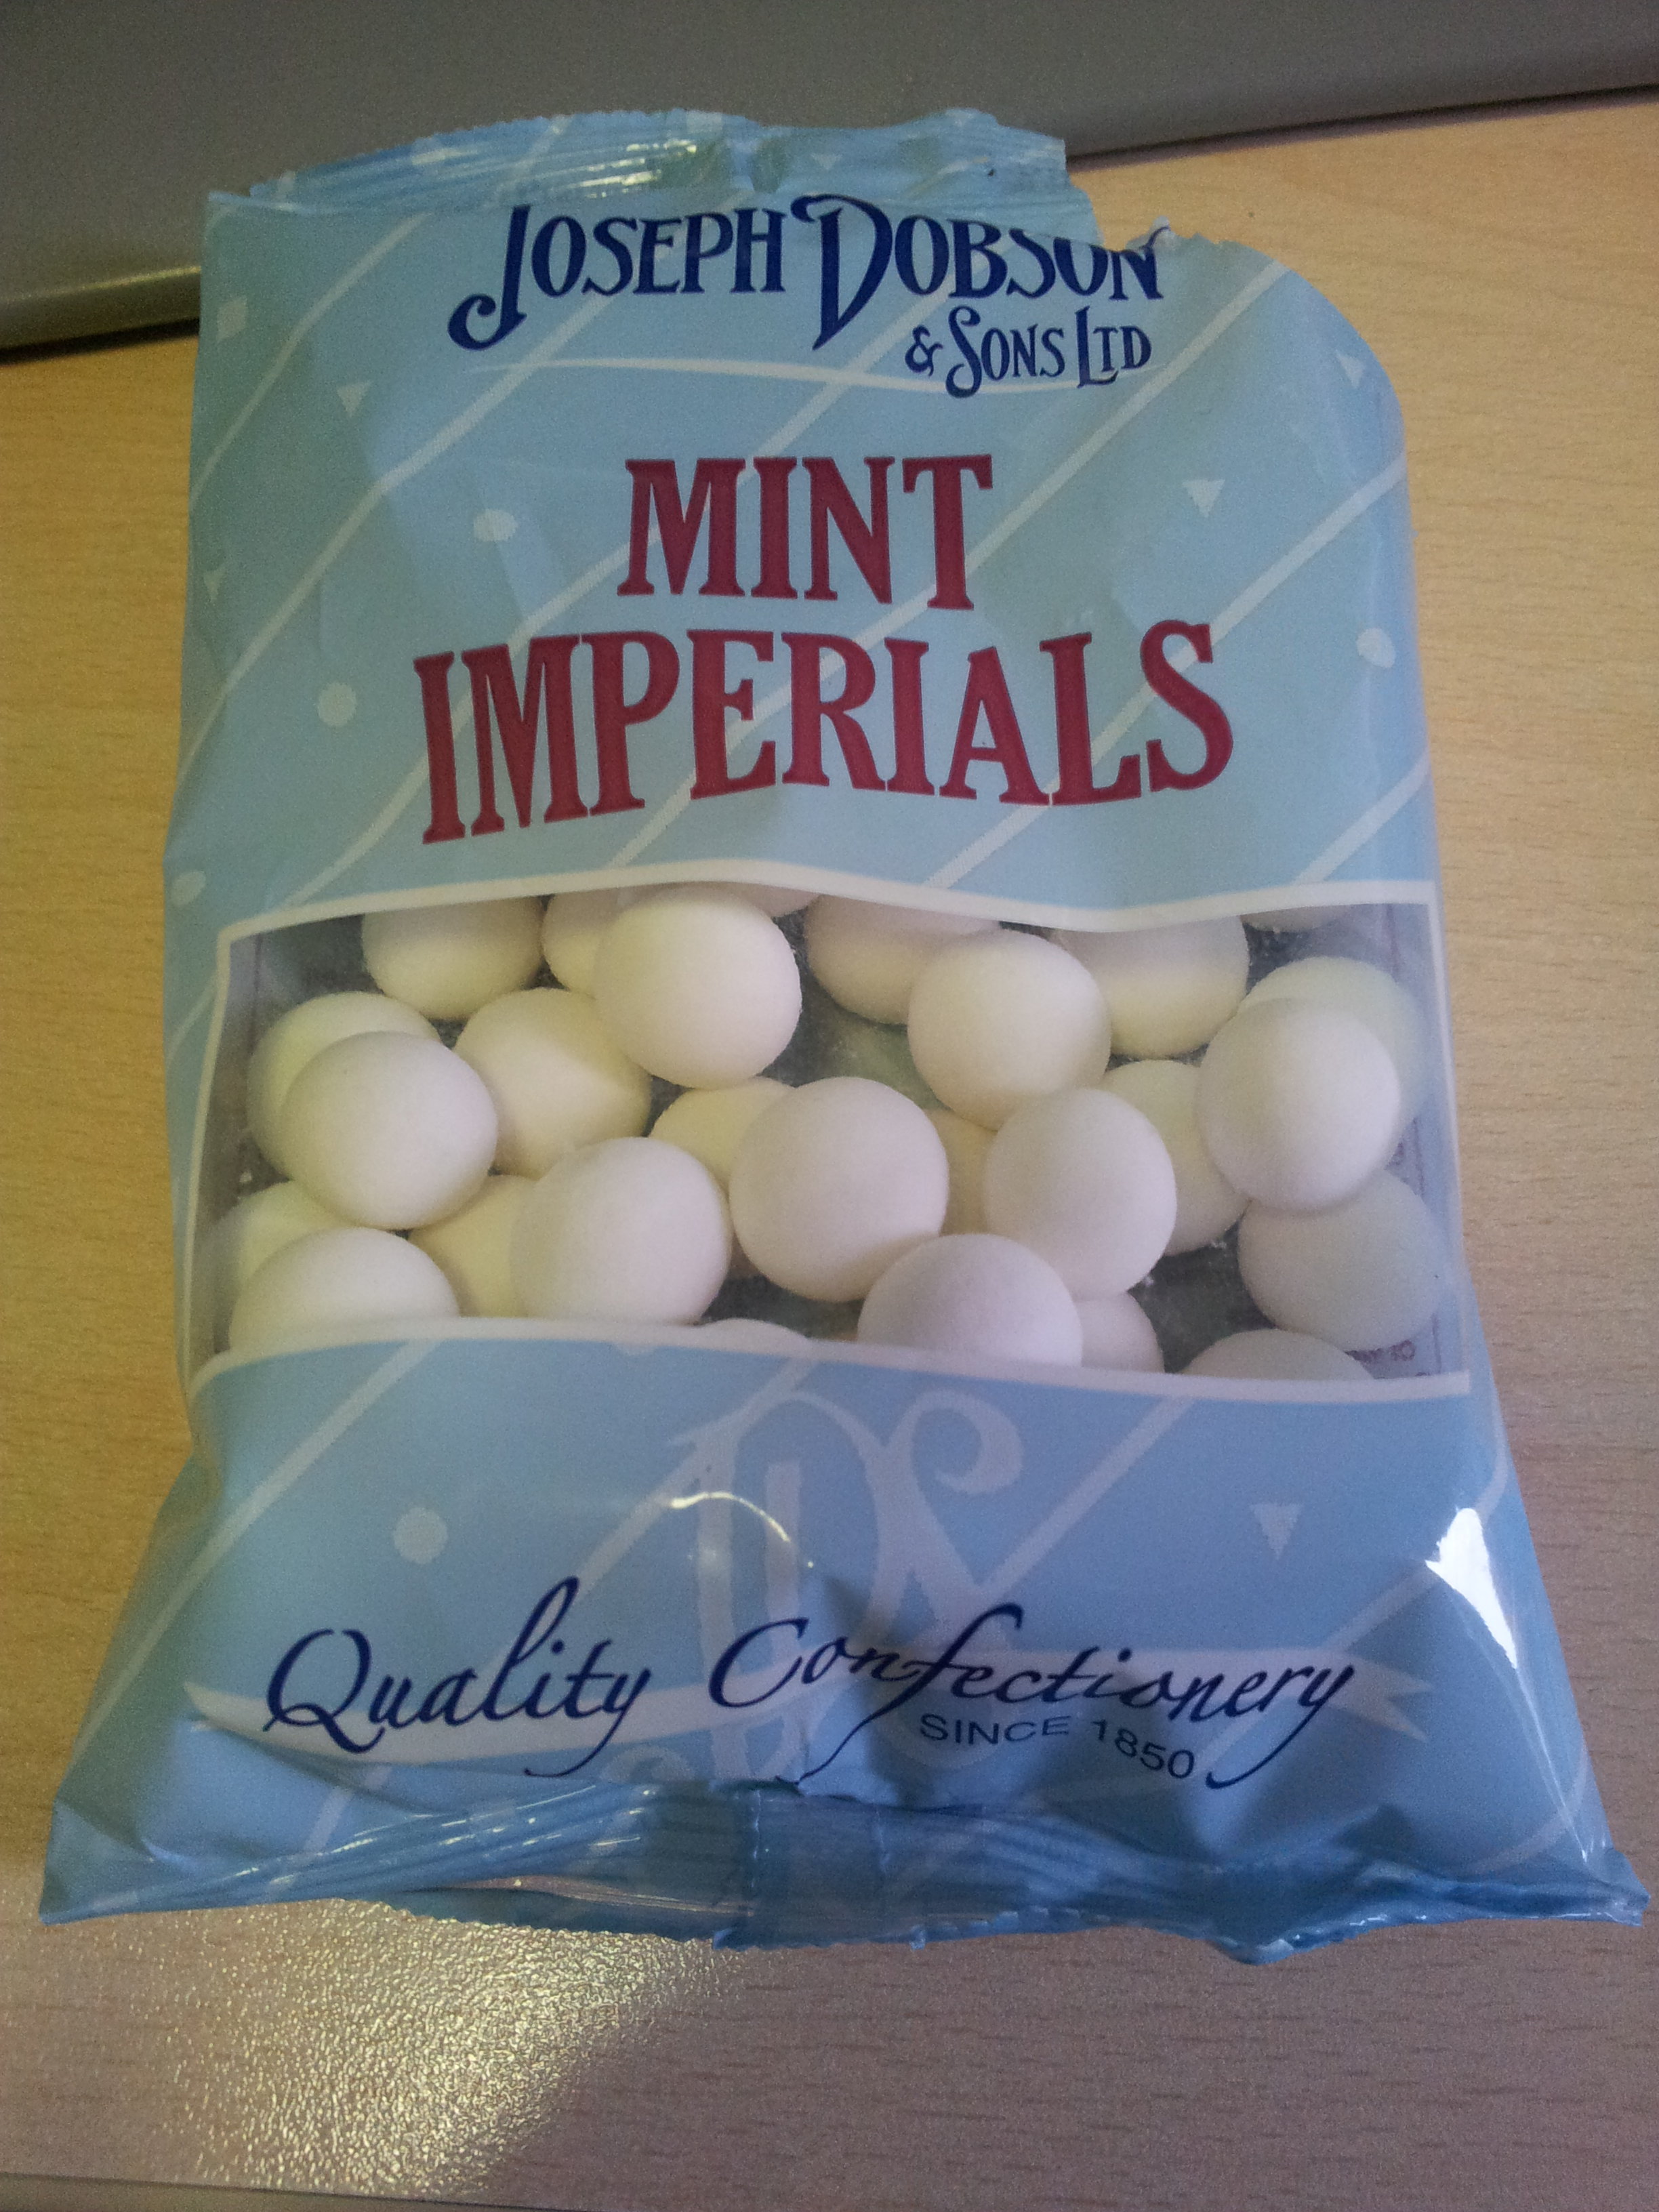 JOSEPH DOBSON
& SONS LTD
MINT
IMPERIALS
Quality Confectionery
SINCE 1850